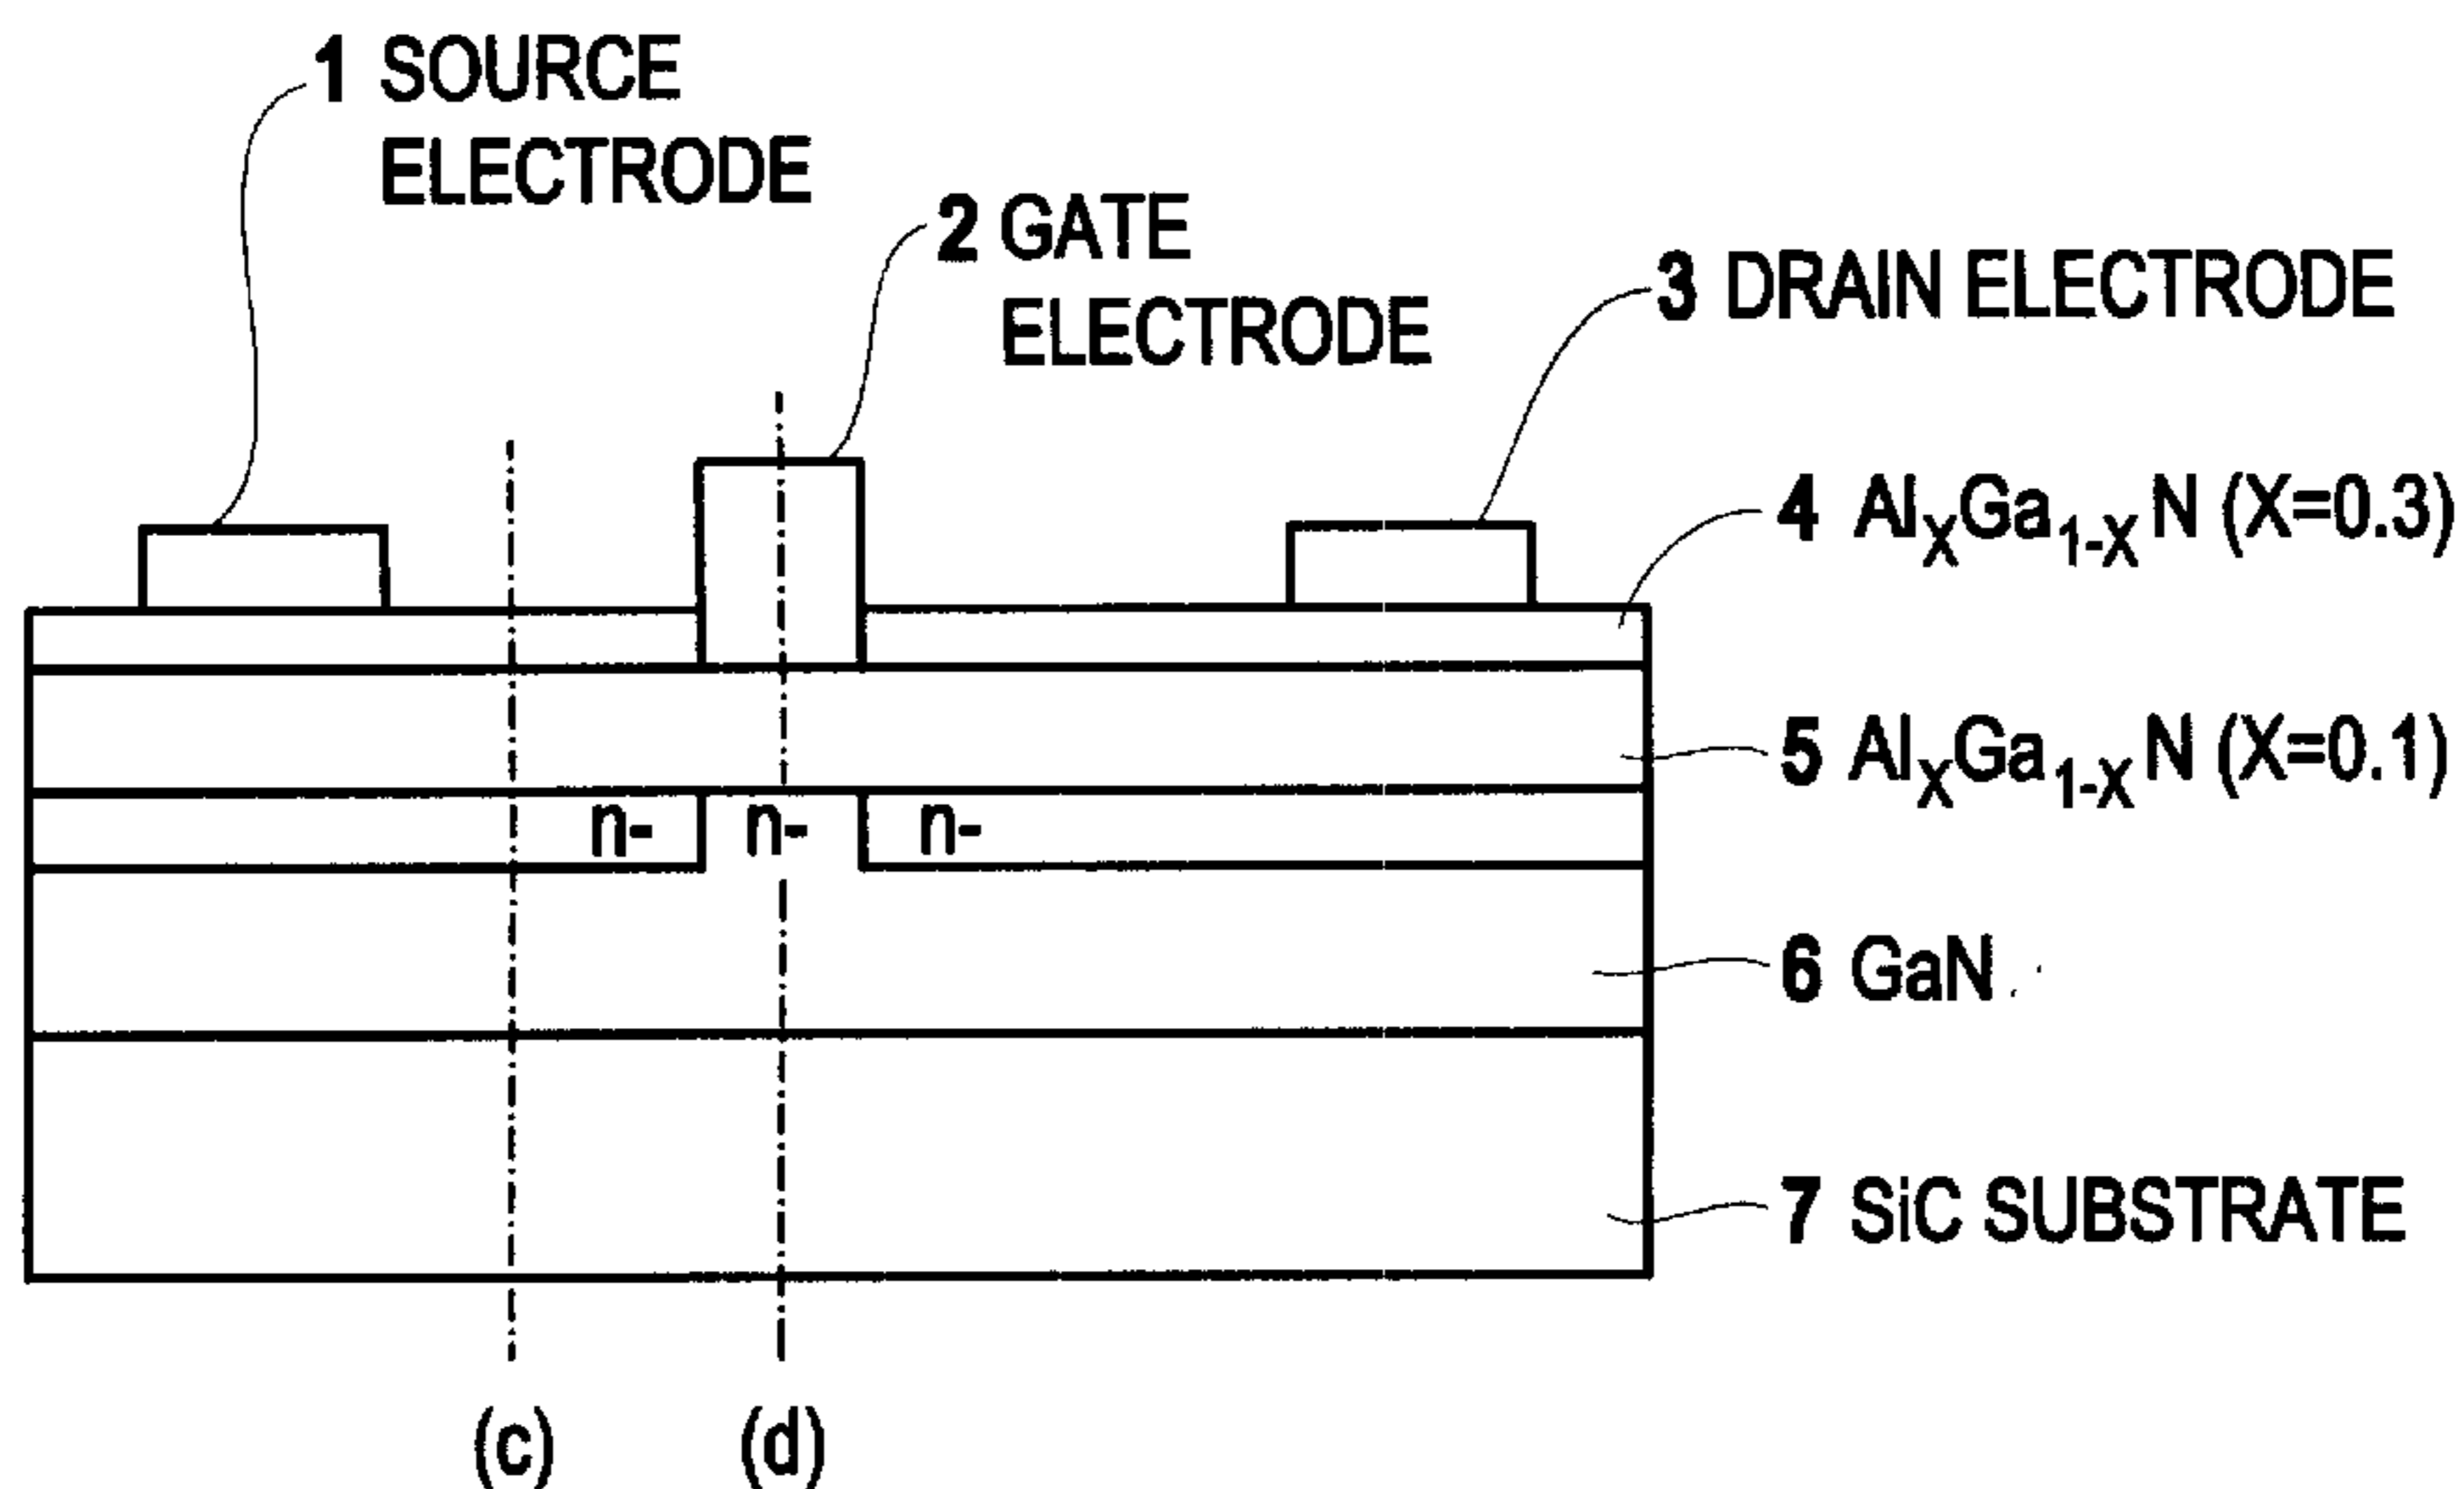 1 SOURCE
ELECTRODE
2 GATE
ELECTRODE
3 DRAIN ELECTRODE
4 AlXGa1-XN (X=0.3)
5 AlXGa1-XN (X=0.1)
n- n- n-
6 GaN
7 SiC SUBSTRATE
(c) (d)